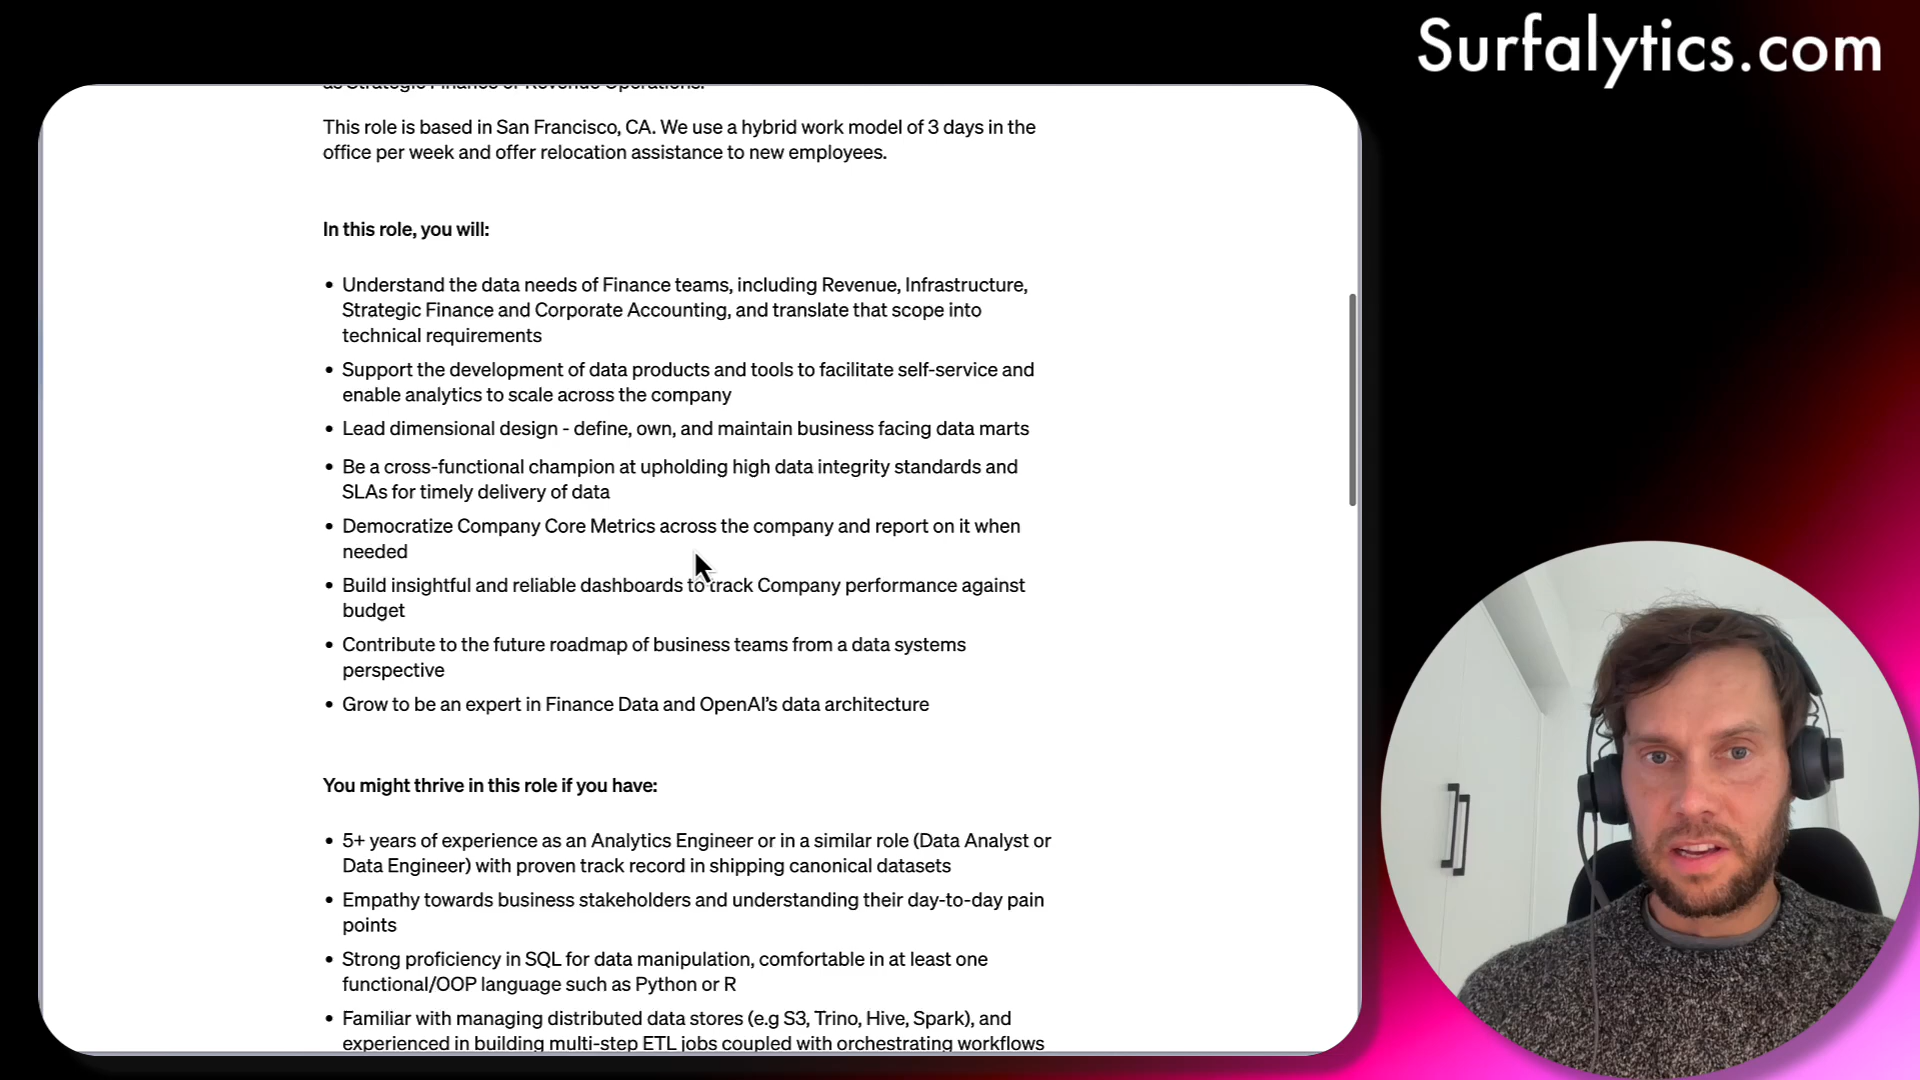 Surfalytics.com
as Strategic Finance or Revenue Operations.
This role is based in San Francisco, CA. We use a hybrid work model of 3 days in the
office per week and offer relocation assistance to new employees.
In this role, you will:
• Understand the data needs of Finance teams, including Revenue, Infrastructure,
Strategic Finance and Corporate Accounting, and translate that scope into
technical requirements
• Support the development of data products and tools to facilitate self-service and
enable analytics to scale across the company
• Lead dimensional design - define, own, and maintain business facing data marts
• Be a cross-functional champion at upholding high data integrity standards and
SLAs for timely delivery of data
• Democratize Company Core Metrics across the company and report on it when
needed
• Build insightful and reliable dashboards to track Company performance against
budget
• Contribute to the future roadmap of business teams from a data systems
perspective
• Grow to be an expert in Finance Data and OpenAI's data architecture
You might thrive in this role if you have:
• 5+ years of experience as an Analytics Engineer or in a similar role (Data Analyst or
Data Engineer) with proven track record in shipping canonical datasets
• Empathy towards business stakeholders and understanding their day-to-day pain
points
• Strong proficiency in SQL for data manipulation, comfortable in at least one
functional/OOP language such as Python or R
• Familiar with managing distributed data stores (e.g S3, Trino, Hive, Spark), and
experienced in building multi-step ETL jobs coupled with orchestrating workflows